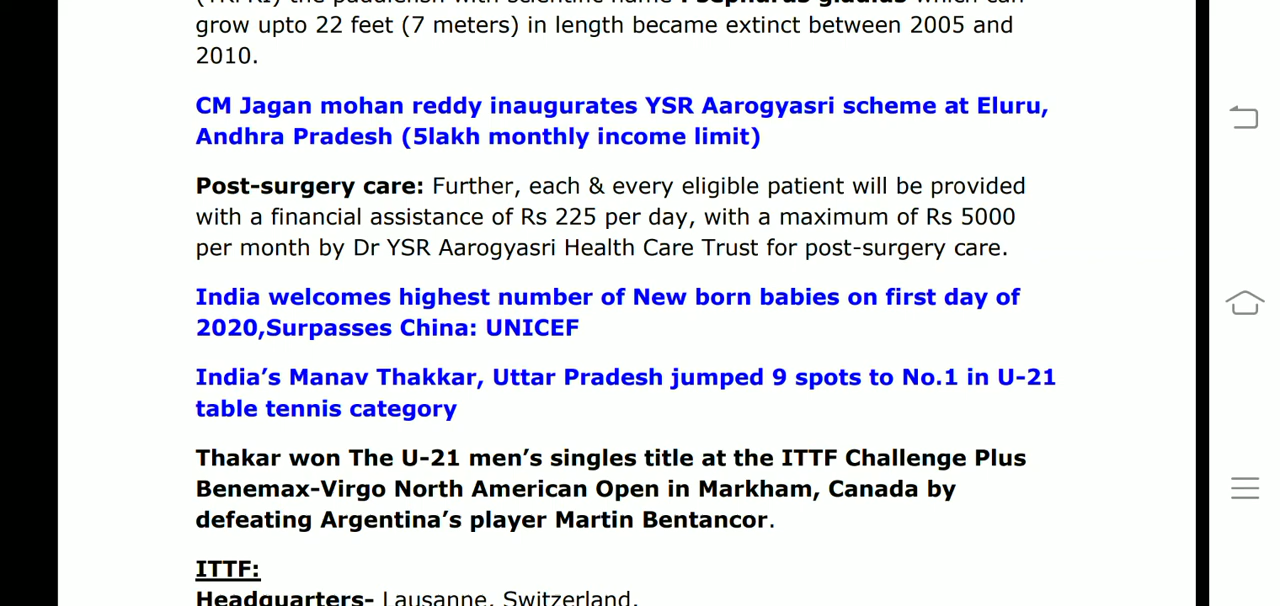 grow upto 22 feet (7 meters) in length became extinct between 2005 and
2010.
CM Jagan mohan reddy inaugurates YSR Aarogyasri scheme at Eluru,
Andhra Pradesh (5lakh monthly income limit)
Post-surgery care: Further, each & every eligible patient will be provided
with a financial assistance of Rs 225 per day, with a maximum of Rs 5000
per month by Dr YSR Aarogyasri Health Care Trust for post-surgery care.
India welcomes highest number of New born babies on first day of
2020,Surpasses China: UNICEF
India’s Manav Thakkar, Uttar Pradesh jumped 9 spots to No.1 in U-21
table tennis category
Thakar won The U-21 men’s singles title at the ITTF Challenge Plus
Benemax-Virgo North American Open in Markham, Canada by
defeating Argentina’s player Martin Bentancor.
ITTF:
Headquarters- Lausanne, Switzerland.